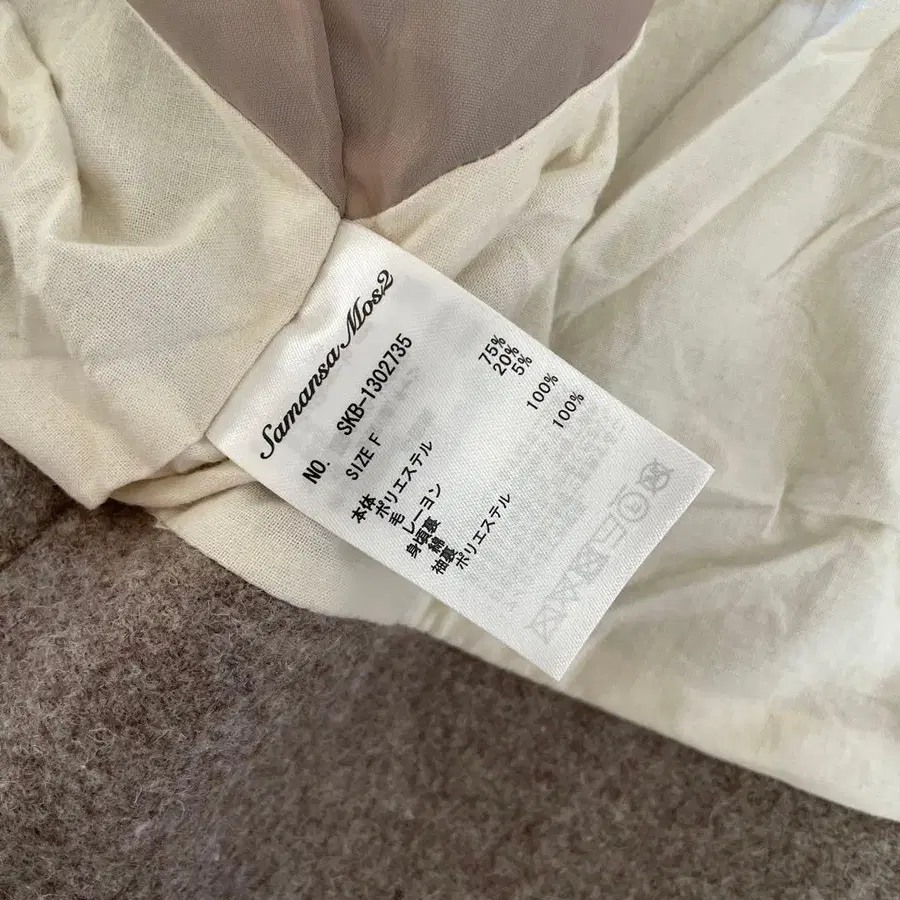 Samansa Mos2
NO. SKB-1302735
SIZE F
本体
ポリエステル 75%
毛 20%
レーヨン 5%
身頃裏
綿 100%
袖裏
ポリエステル 100%